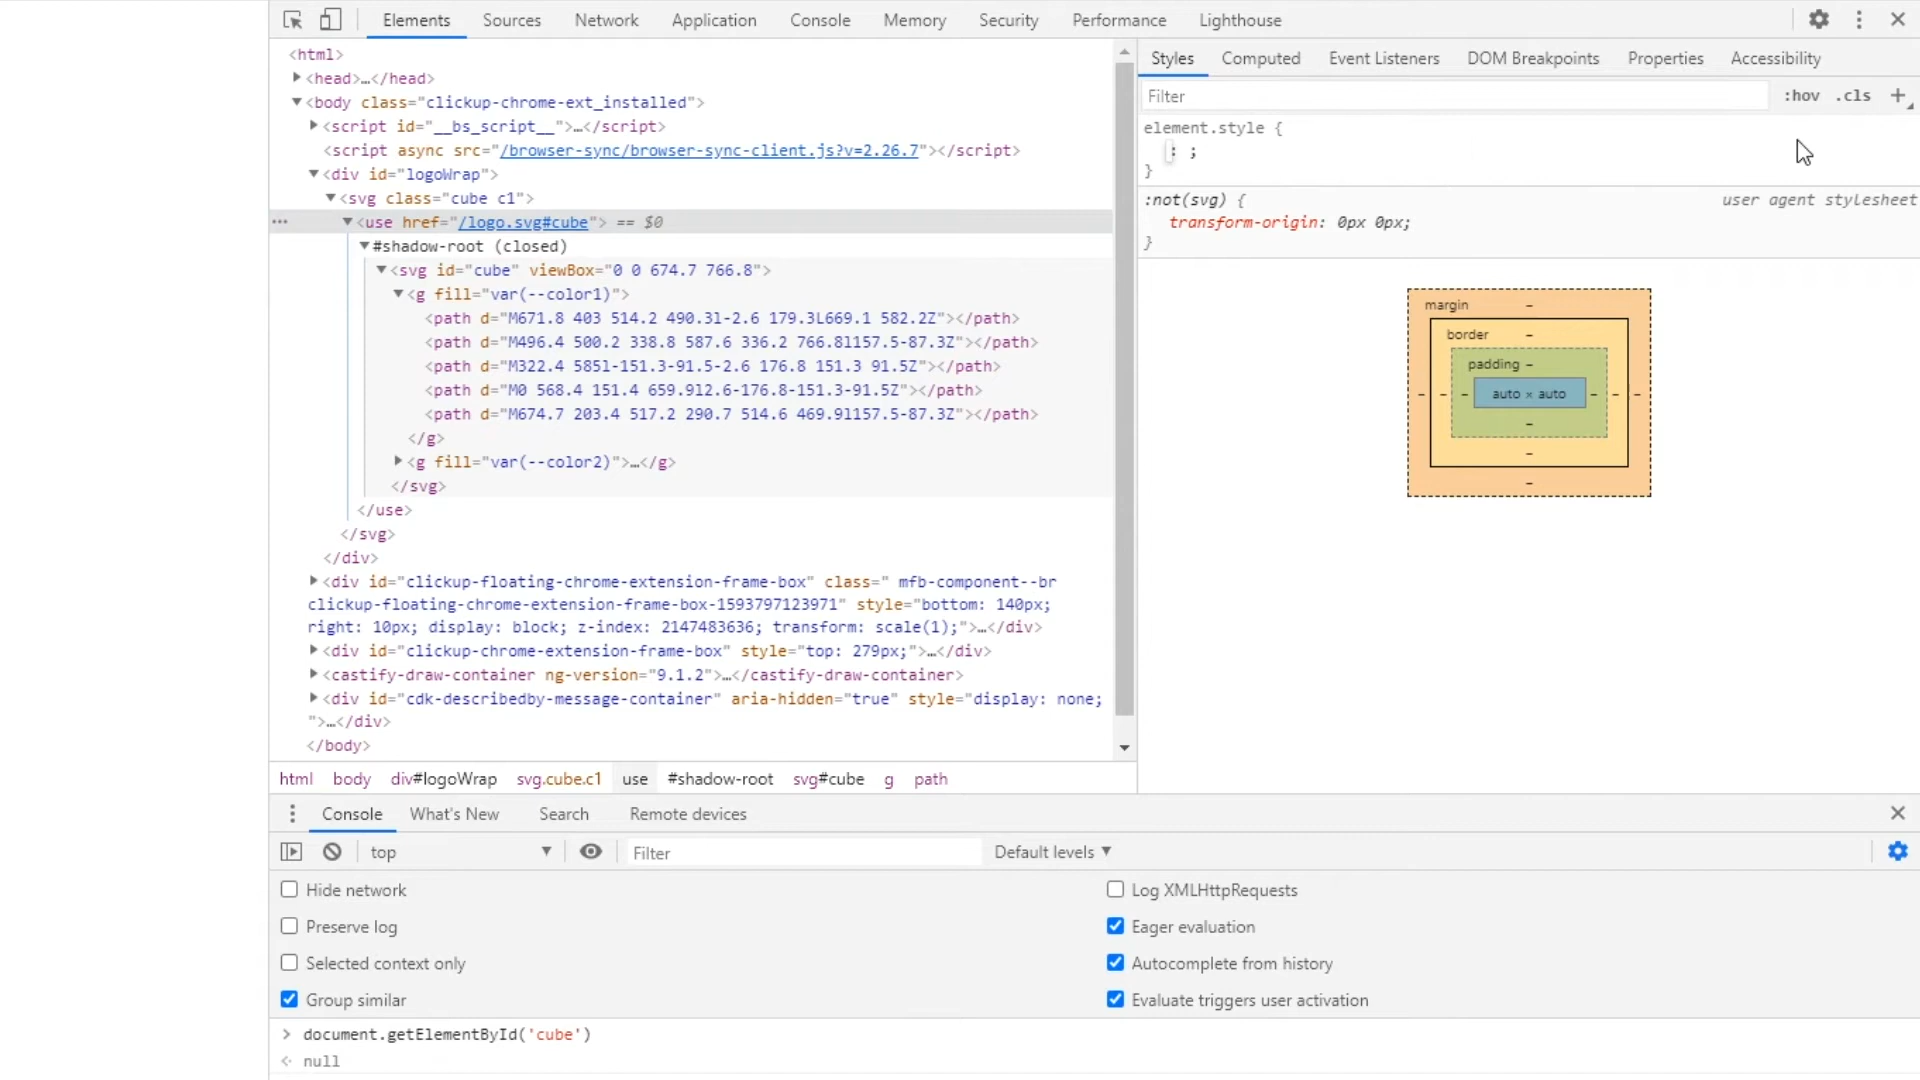 Elements Sources Network Application Console Memory Security Performance Lighthouse
<html>
<head>…</head>
<body class="clickup-chrome-ext_installed">
<script id="__bs_script__">…</script>
<script async src="/browser-sync/browser-sync-client.js?v=2.26.7"></script>
<div id="logoWrap">
<svg class="cube c1">
<use href="/logo.svg#cube"> == $0
#shadow-root (closed)
<svg id="cube" viewBox="0 0 674.7 766.8">
<g fill="var(--color1)">
<path d="M671.8 403 514.2 490.3l-2.6 179.3L669.1 582.2Z"></path>
<path d="M496.4 500.2 338.8 587.6 336.2 766.8l157.5-87.3Z"></path>
<path d="M322.4 585l-151.3-91.5-2.6 176.8 151.3 91.5Z"></path>
<path d="M0 568.4 151.4 659.9l2.6-176.8-151.3-91.5Z"></path>
<path d="M674.7 203.4 517.2 290.7 514.6 469.9l157.5-87.3Z"></path>
</g>
<g fill="var(--color2)">…</g>
</svg>
</use>
</svg>
</div>
<div id="clickup-floating-chrome-extension-frame-box" class=" mfb-component--br
clickup-floating-chrome-extension-frame-box-1593797123971" style="bottom: 140px;
right: 10px; display: block; z-index: 2147483636; transform: scale(1);">…</div>
<div id="clickup-floating-chrome-extension-frame-box" style="top: 279px;">…</div>
<castify-draw-container ng-version="9.1.2">…</castify-draw-container>
<div id="cdk-describedby-message-container" aria-hidden="true" style="display: none;
">…</div>
</body>
html body div#logoWrap svg.cube.c1 use #shadow-root svg#cube g path
Styles Computed Event Listeners DOM Breakpoints Properties Accessibility
Filter :hov .cls +
element.style {
: ;
}
:not(svg) { user agent stylesheet
transform-origin: 0px 0px;
}
margin –
border –
padding –
– – – auto × auto – – –
–
–
–
Console What's New Search Remote devices
top Filter Default levels
Hide network Log XMLHttpRequests
Preserve log Eager evaluation
Selected context only Autocomplete from history
Group similar Evaluate triggers user activation
> document.getElementById('cube')
null